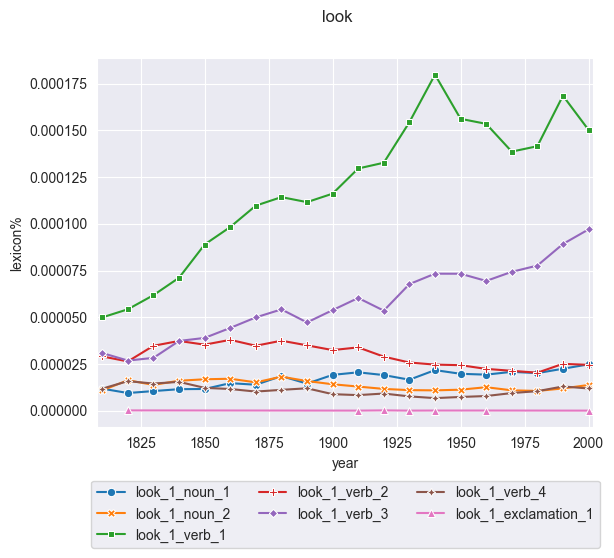 look
0.000175
0.000150
0.000125
0.000100
0.000075
0.000050
0.000025
0.000000
lexicon%
1825 1850 1875 1900 1925 1950 1975 2000
year
look_1_noun_1 look_1_verb_2 look_1_verb_4
look_1_noun_2 look_1_verb_3 look_1_exclamation_1
look_1_verb_1